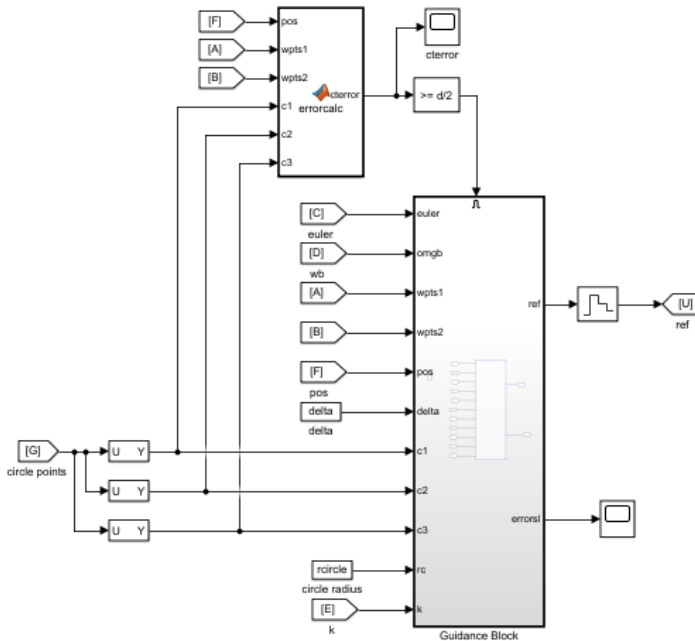 [F]
pos
[A]
wpts1
[B]
wpts2
cterror
errorcalc
c1
c2
c3
cterror
>= d/2
[C]
euler
euler
[D]
omgb
wb
[A]
wpts1
[B]
wpts2
[F]
pos
pos
delta
delta
delta
[G]
circle points
U Y
c1
U Y
c2
U Y
c3
rcircle
rc
circle radius
[E]
k
k
ref
[U]
ref
errorsl
Guidance Block